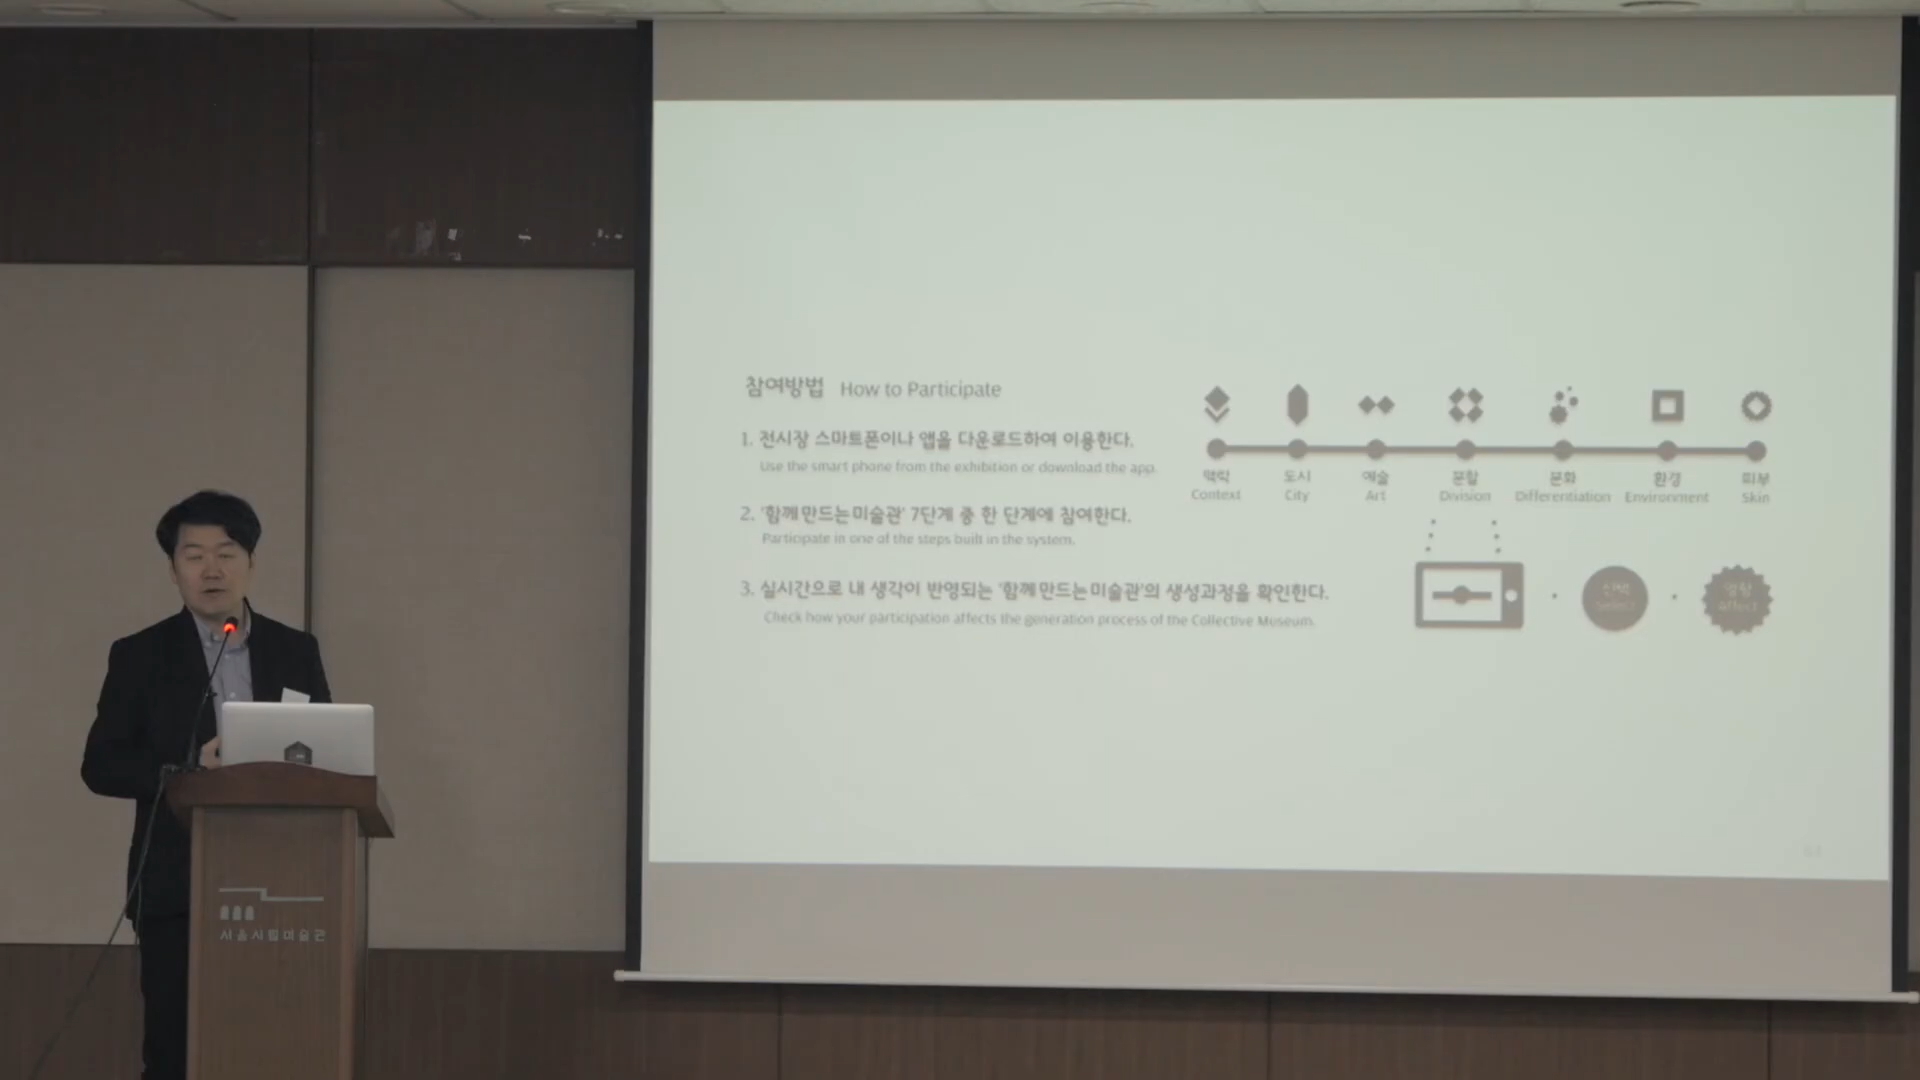 참여방법 How to Participate
1. 전시장 스마트폰이나 앱을 다운로드하여 이용한다.
Use the smart phone from the exhibition or download the app.
2. '함께만드는미술관' 7단계 중 한 단계에 참여한다.
Participate in one of the steps built in the system.
3. 실시간으로 내 생각이 반영되는 '함께만드는미술관'의 생성과정을 확인한다.
Check how your participation affects the generation process of the Collective Museum.
맥락 도시 예술 분할 분화 환경 피부
Context City Art Division Differentiation Environment Skin
선택 영향
Select Affect
서울시립미술관